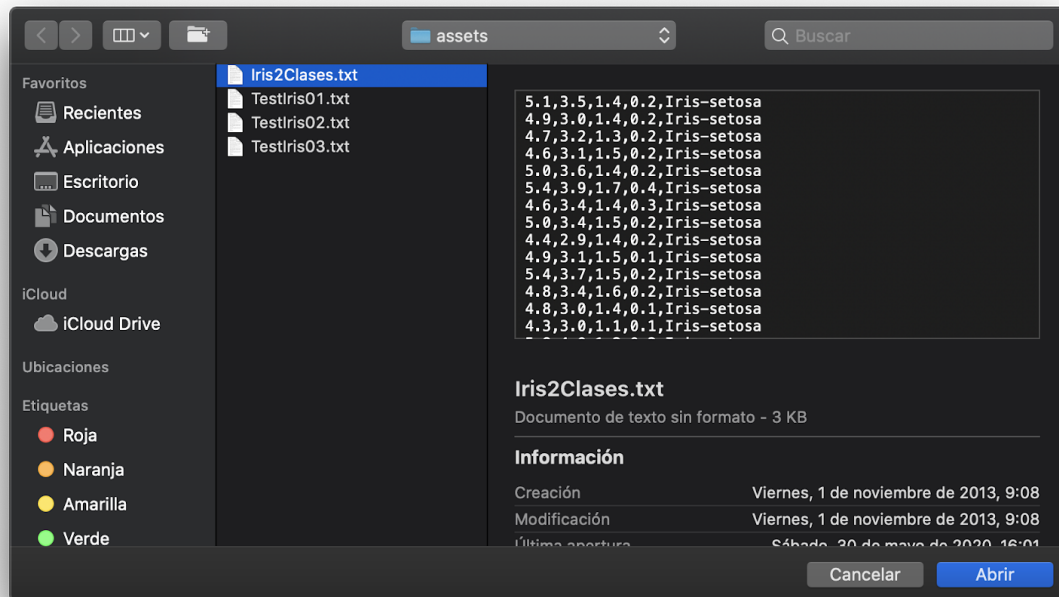 assets
Buscar
Favoritos
Recientes
Aplicaciones
Escritorio
Documentos
Descargas
iCloud
iCloud Drive
Ubicaciones
Etiquetas
Roja
Naranja
Amarilla
Verde
Iris2Clases.txt
TestIris01.txt
TestIris02.txt
TestIris03.txt
5.1,3.5,1.4,0.2,Iris-setosa
4.9,3.0,1.4,0.2,Iris-setosa
4.7,3.2,1.3,0.2,Iris-setosa
4.6,3.1,1.5,0.2,Iris-setosa
5.0,3.6,1.4,0.2,Iris-setosa
5.4,3.9,1.7,0.4,Iris-setosa
4.6,3.4,1.4,0.3,Iris-setosa
5.0,3.4,1.5,0.2,Iris-setosa
4.4,2.9,1.4,0.2,Iris-setosa
4.9,3.1,1.5,0.1,Iris-setosa
5.4,3.7,1.5,0.2,Iris-setosa
4.8,3.4,1.6,0.2,Iris-setosa
4.8,3.0,1.4,0.1,Iris-setosa
4.3,3.0,1.1,0.1,Iris-setosa
Iris2Clases.txt
Documento de texto sin formato - 3 KB
Información
Creación Viernes, 1 de noviembre de 2013, 9:08
Modificación Viernes, 1 de noviembre de 2013, 9:08
Última apertura Sábado, 30 de mayo de 2020, 16:01
Cancelar
Abrir